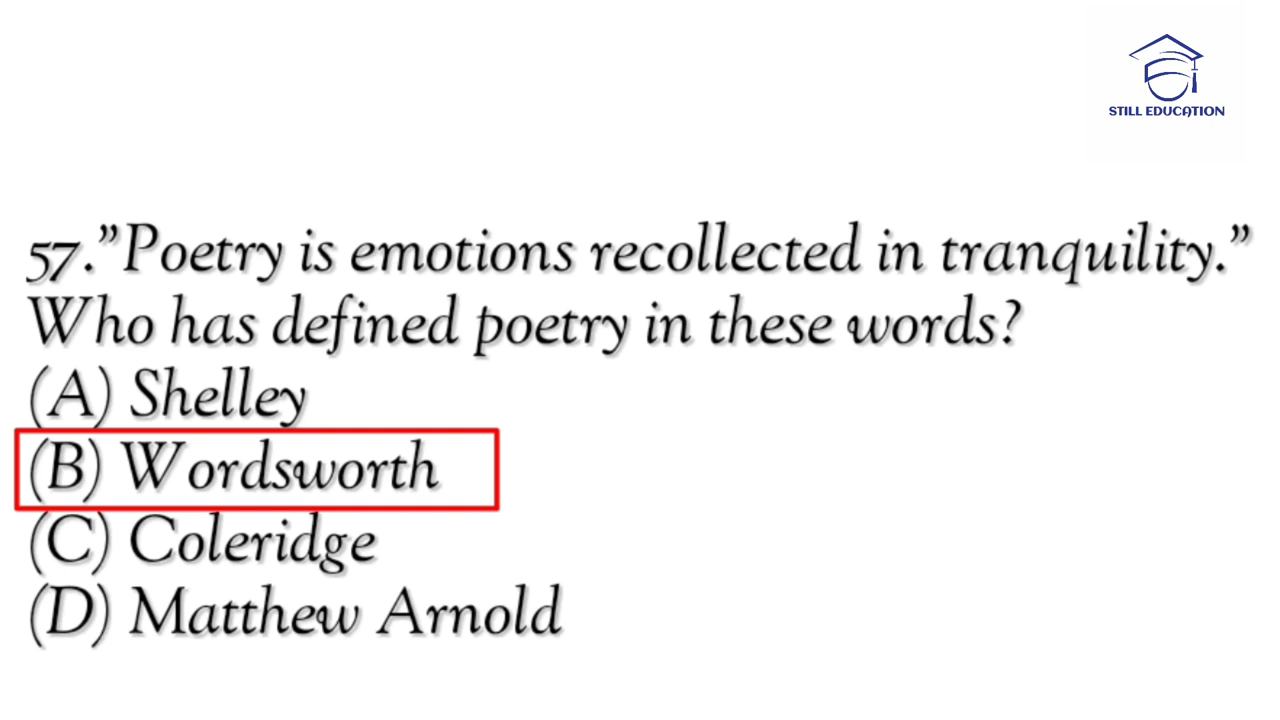 STILL EDUCATION
57."Poetry is emotions recollected in tranquility."
Who has defined poetry in these words?
(A) Shelley
(B) Wordsworth
(C) Coleridge
(D) Matthew Arnold